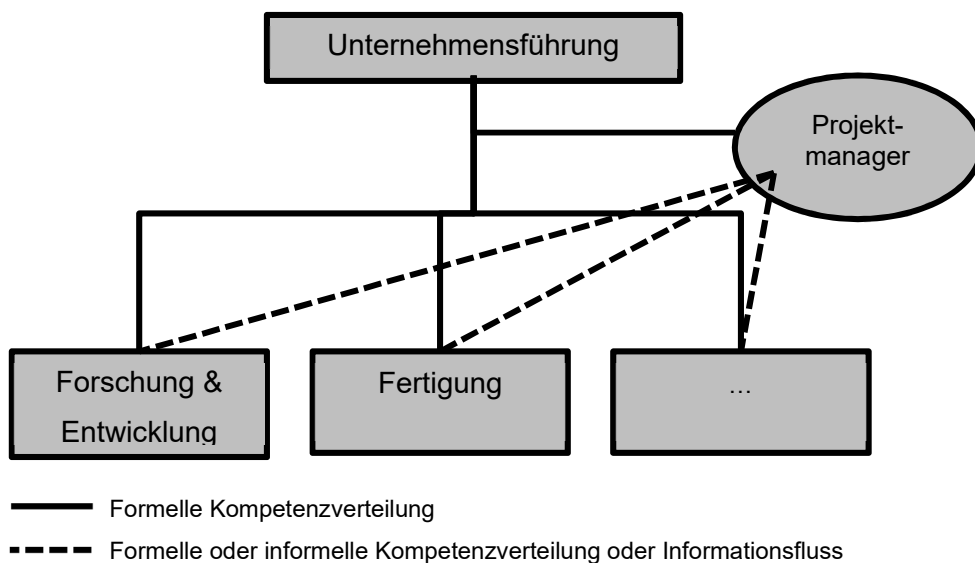 Unternehmensführung
Projekt-
manager
Forschung &
Entwicklung
Fertigung
...
Formelle Kompetenzverteilung
Formelle oder informelle Kompetenzverteilung oder Informationsfluss